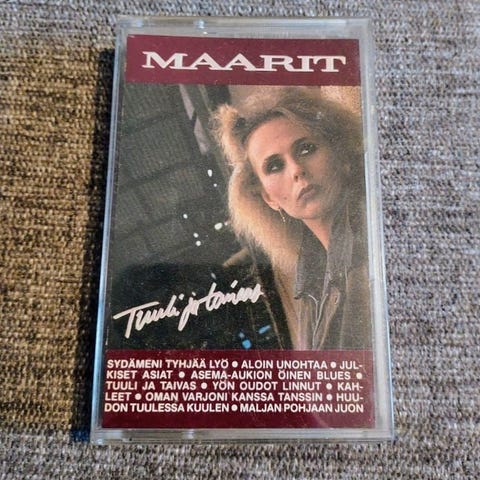 MAARIT
Tuuli ja taivas
SYDÄMENI TYHJÄÄ LYÖ • ALOIN UNOHTAA • JUL-
KISET ASIAT • ASEMA-AUKION ÖINEN BLUES •
TUULI JA TAIVAS • YÖN OUDOT LINNUT • KAH-
LEET • OMAN VARJONI KANSSA TANSSIN • HUU-
DON TUULESSA KUULEN • MALJAN POHJAAN JUON